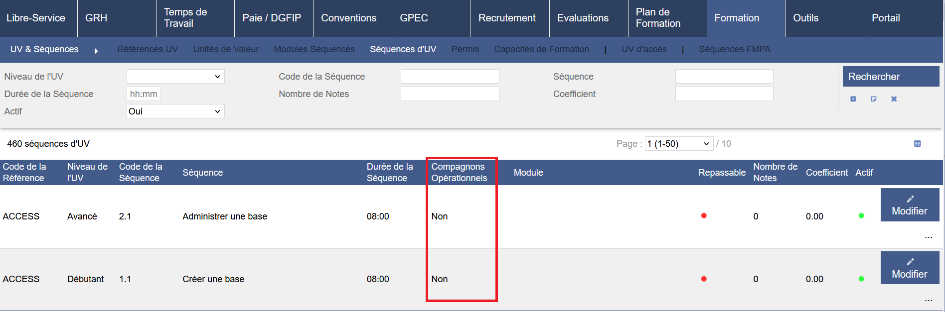 Libre-Service GRH Temps de Travail Paie / DGFIP Conventions GPEC Recrutement Evaluations Plan de Formation Formation Outils Portail
UV & Séquences Références UV Unités de Valeur Modules Séquences Séquences d'UV Permis Capacités de Formation | UV d'accès | Séquences FMPA
Niveau de l'UV Code de la Séquence Séquence Rechercher
Durée de la Séquence hh:mm Nombre de Notes Coefficient
Actif Oui
460 séquences d'UV Page : 1 (1-50) / 10
Code de la Référence Niveau de l'UV Code de la Séquence Séquence Durée de la Séquence Compagnons Opérationnels Module Repassable Nombre de Notes Coefficient Actif
ACCESS Avancé 2.1 Administrer une base 08:00 Non 0 0.00 Modifier
...
ACCESS Débutant 1.1 Créer une base 08:00 Non 0 0.00 Modifier
...